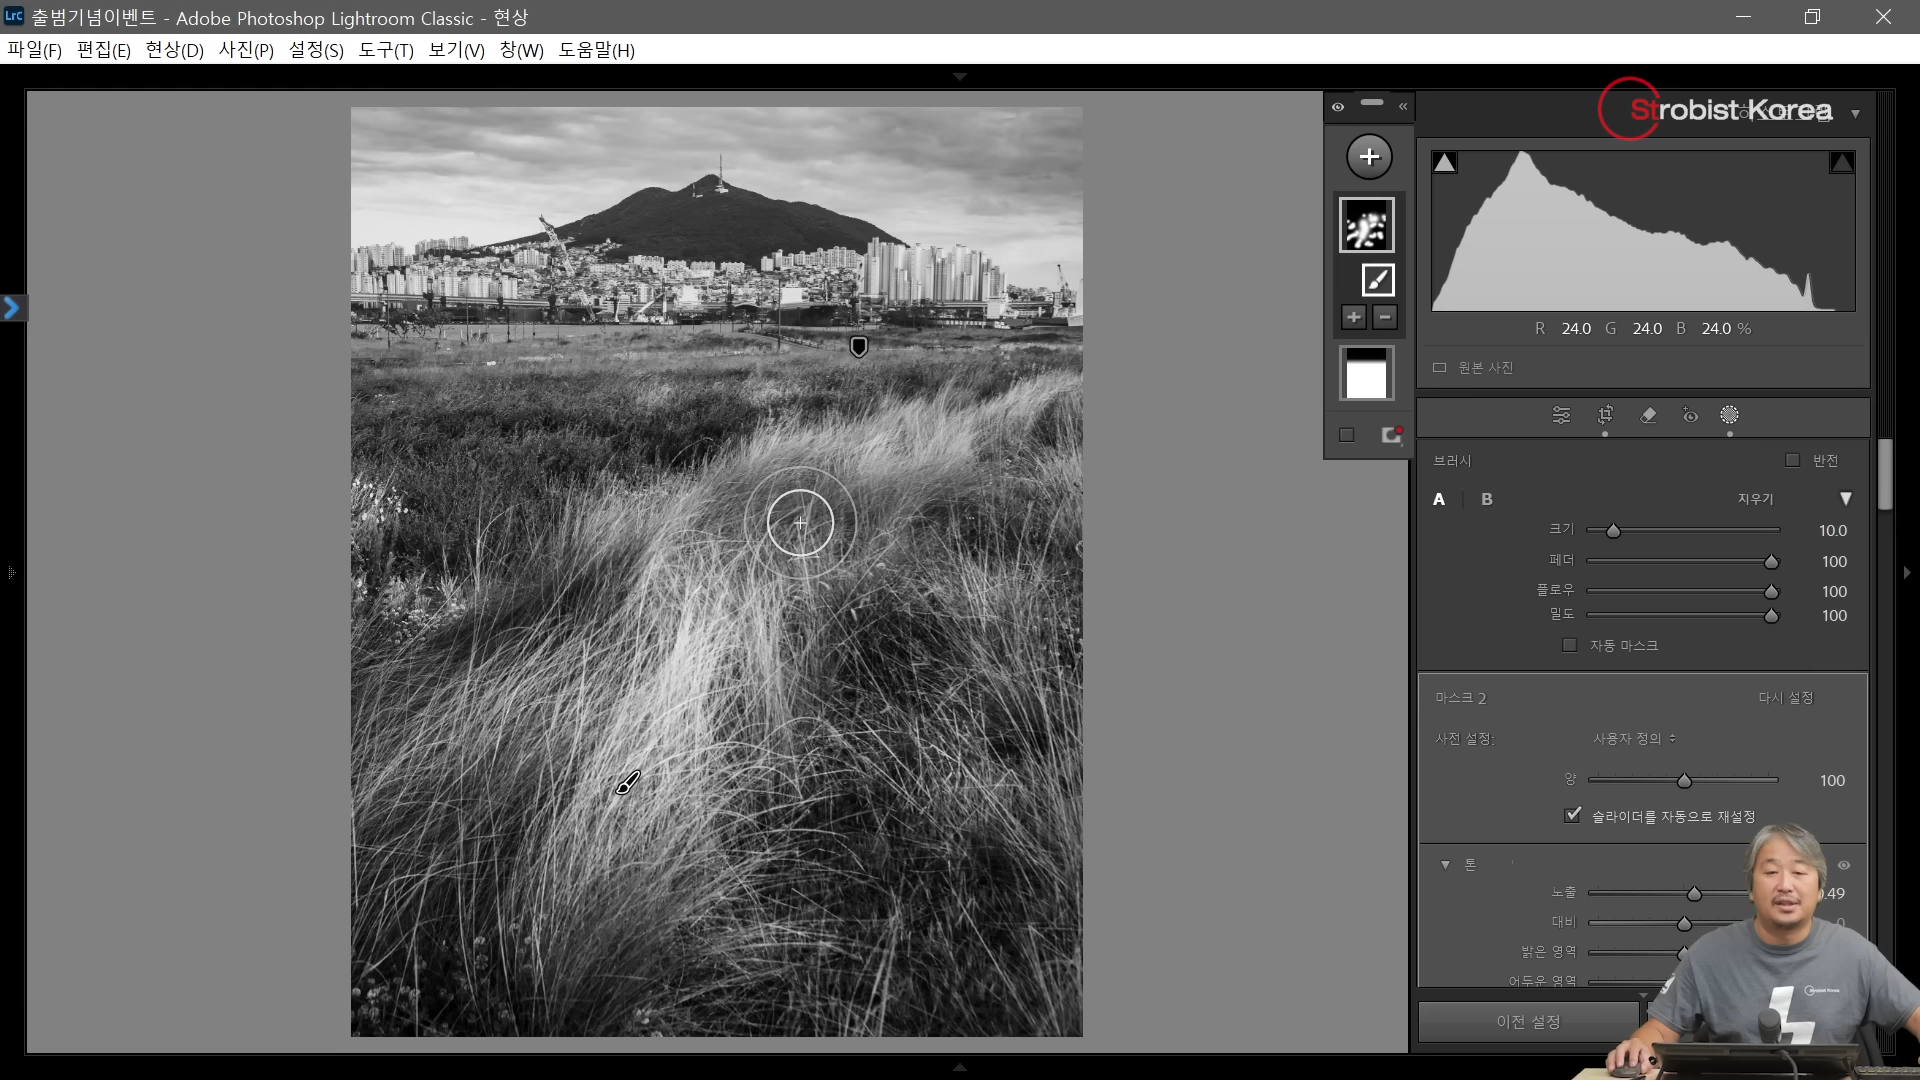 LrC 출범기념이벤트 - Adobe Photoshop Lightroom Classic - 현상
파일(F) 편집(E) 현상(D) 사진(P) 설정(S) 도구(T) 보기(V) 창(W) 도움말(H)
Strobist Korea
R 24.0 G 24.0 B 24.0 %
원본 사진
브러시 반전
A B 지우기
크기 10.0
페더 100
플로우 100
밀도 100
자동 마스크
마스크 2 다시 설정
사전 설정: 사용자 정의
양 100
슬라이더를 자동으로 재설정
톤
노출 .49
대비 0
밝은 영역
어두운 영역
이전 설정